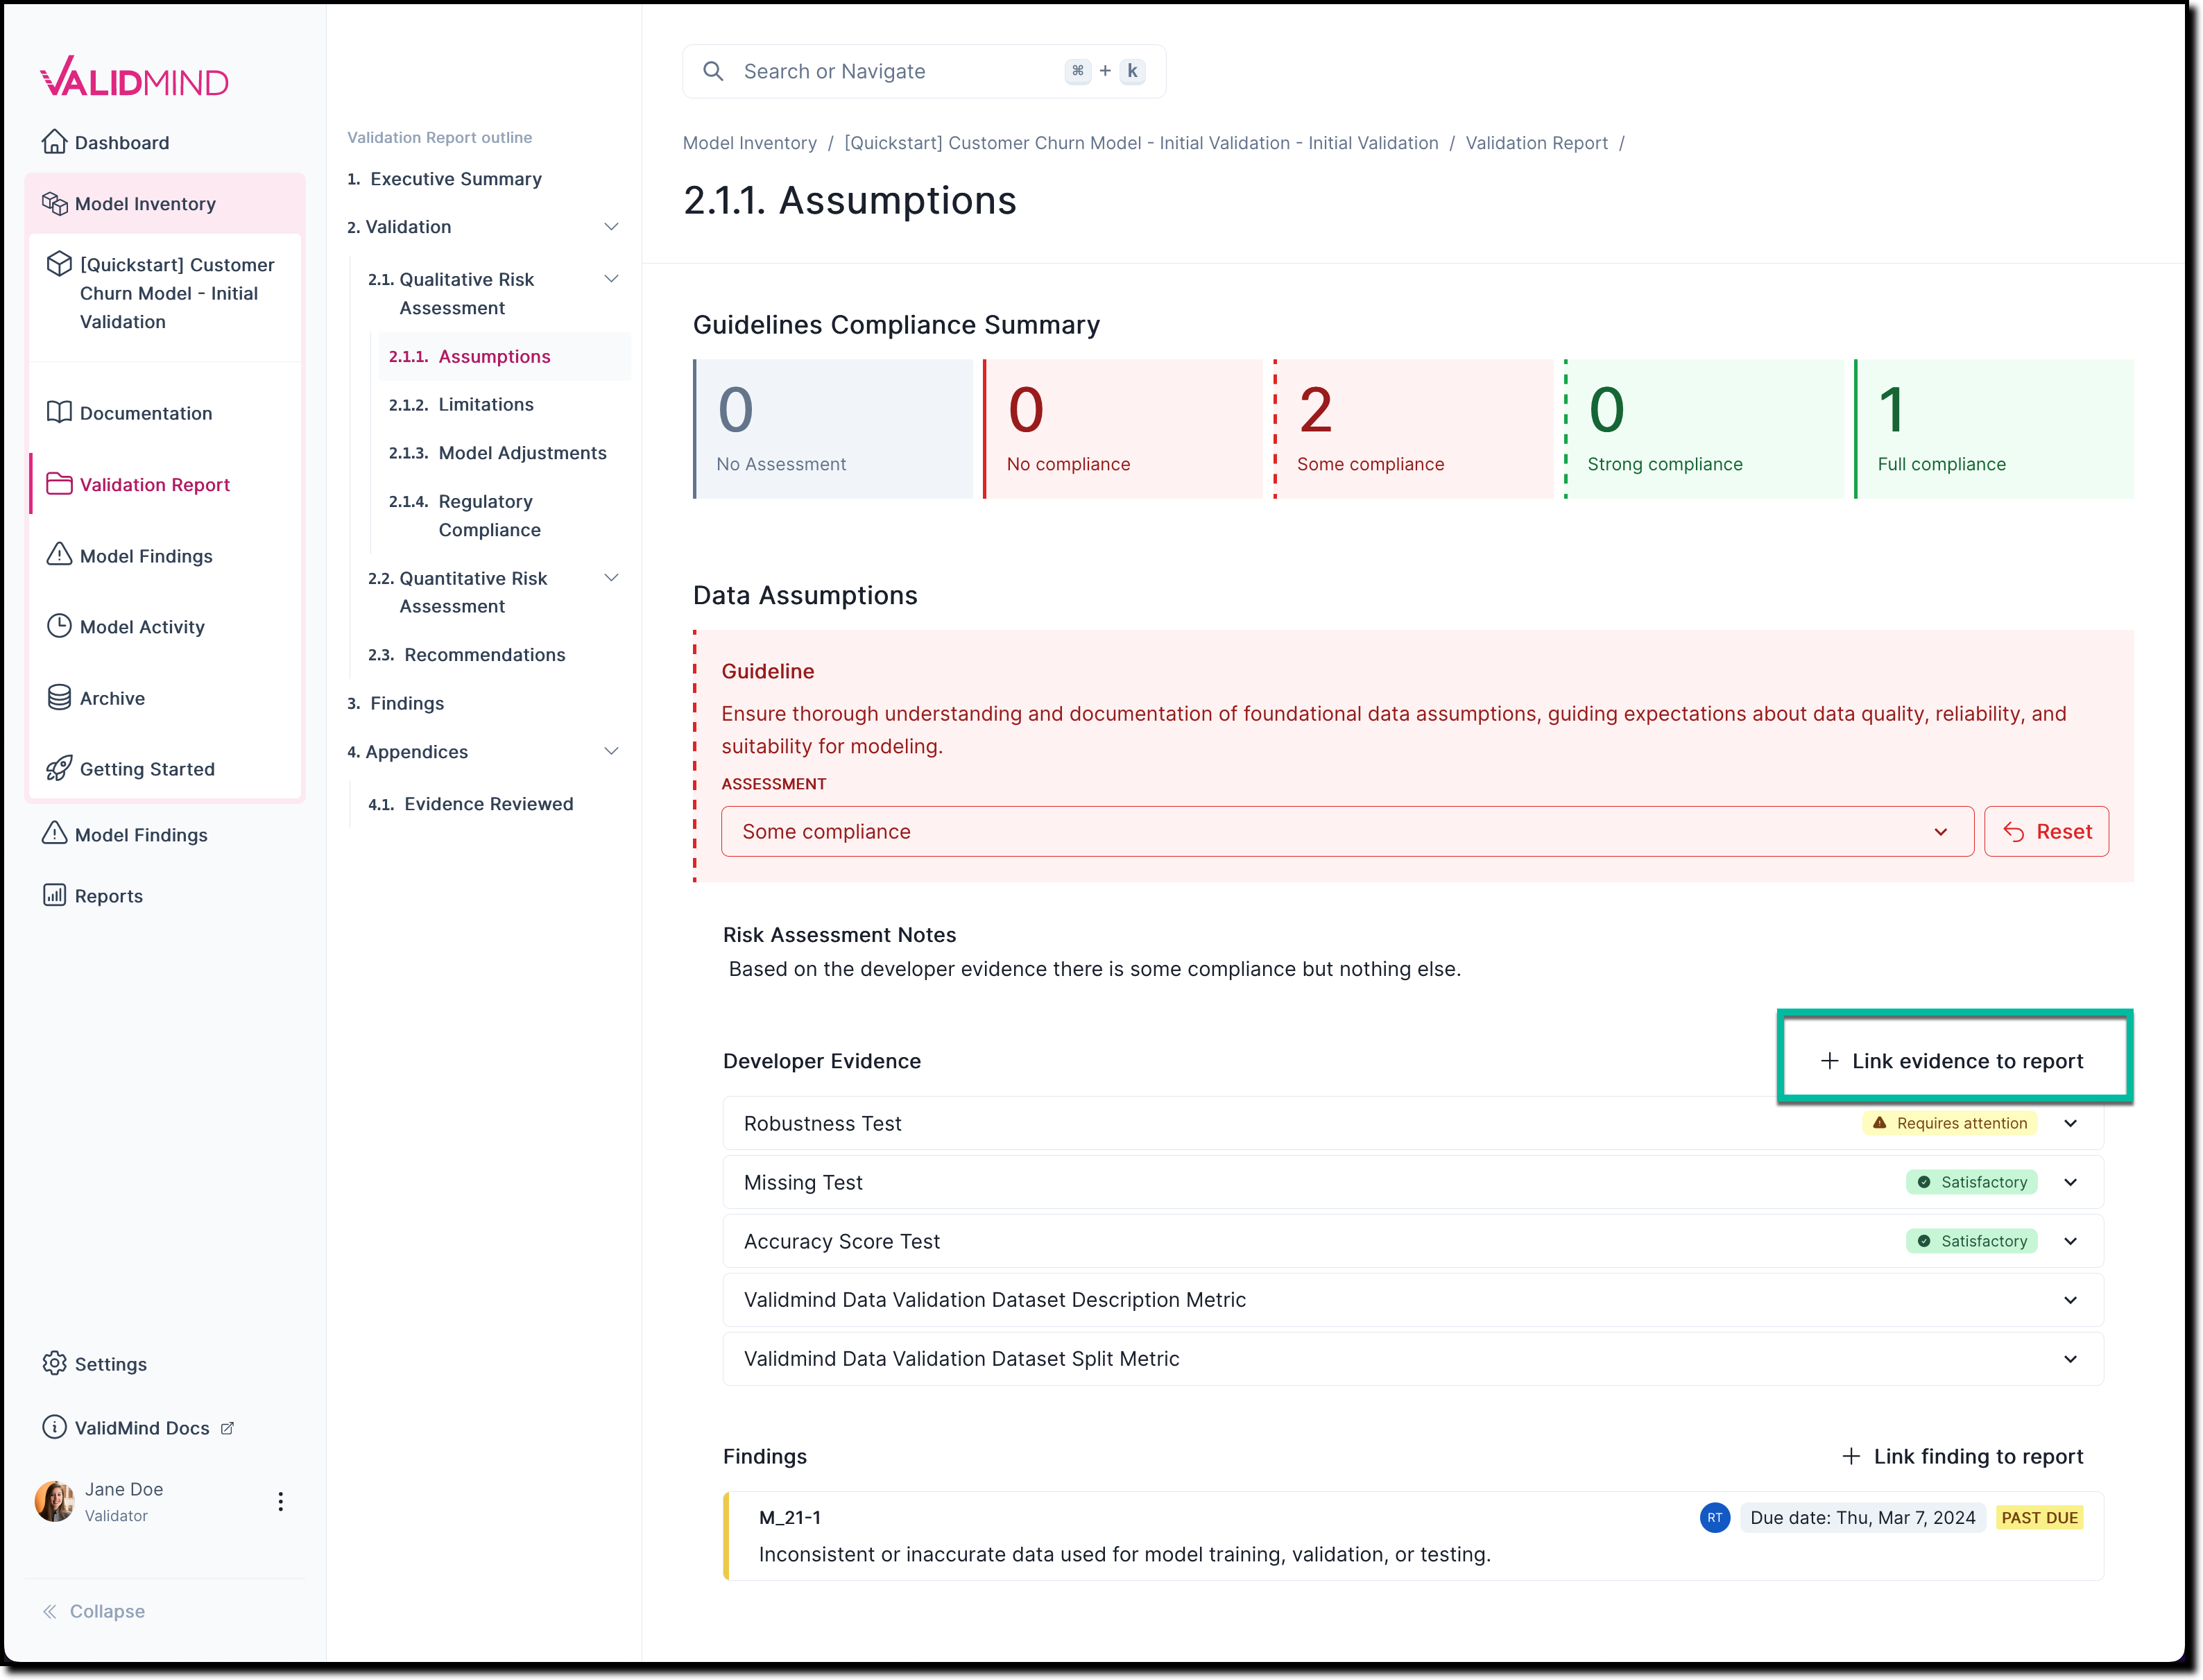 VALIDMIND
Dashboard
Model Inventory
[Quickstart] Customer
Churn Model - Initial
Validation
Documentation
Validation Report
Model Findings
Model Activity
Archive
Getting Started
Model Findings
Reports
Settings
ValidMind Docs
Jane Doe
Validator
Collapse
Validation Report outline
1. Executive Summary
2. Validation
2.1. Qualitative Risk
Assessment
2.1.1. Assumptions
2.1.2. Limitations
2.1.3. Model Adjustments
2.1.4. Regulatory
Compliance
2.2. Quantitative Risk
Assessment
2.3. Recommendations
3. Findings
4. Appendices
4.1. Evidence Reviewed
Search or Navigate ⌘ + k
Model Inventory / [Quickstart] Customer Churn Model - Initial Validation - Initial Validation / Validation Report /
2.1.1. Assumptions
Guidelines Compliance Summary
0
No Assessment
0
No compliance
2
Some compliance
0
Strong compliance
1
Full compliance
Data Assumptions
Guideline
Ensure thorough understanding and documentation of foundational data assumptions, guiding expectations about data quality, reliability, and
suitability for modeling.
ASSESSMENT
Some compliance
Reset
Risk Assessment Notes
Based on the developer evidence there is some compliance but nothing else.
Developer Evidence
+ Link evidence to report
Robustness Test
Requires attention
Missing Test
Satisfactory
Accuracy Score Test
Satisfactory
Validmind Data Validation Dataset Description Metric
Validmind Data Validation Dataset Split Metric
Findings
+ Link finding to report
M_21-1
RT
Due date: Thu, Mar 7, 2024
PAST DUE
Inconsistent or inaccurate data used for model training, validation, or testing.